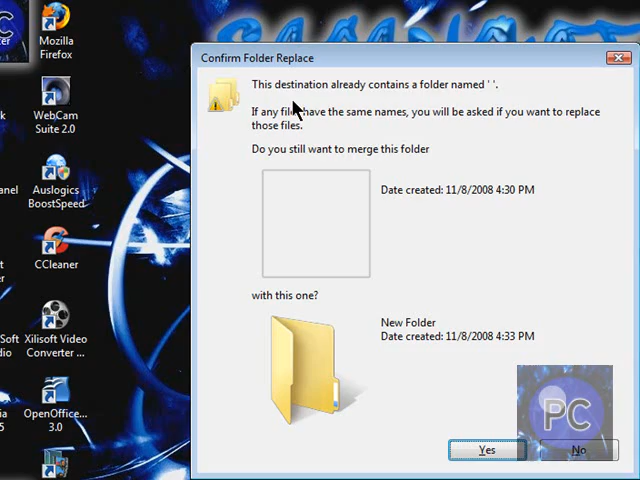 Mozilla
Firefox
WebCam
Suite 2.0
Auslogics
BoostSpeed
CCleaner
Xilisoft Video
Converter ...
OpenOffice...
3.0
Confirm Folder Replace
This destination already contains a folder named ' '.
If any have the same names, you will be asked if you want to replace
those files.
Do you still want to merge this folder
Date created: 11/8/2008 4:30 PM
with this one?
New Folder
Date created: 11/8/2008 4:33 PM
Yes
No
PC